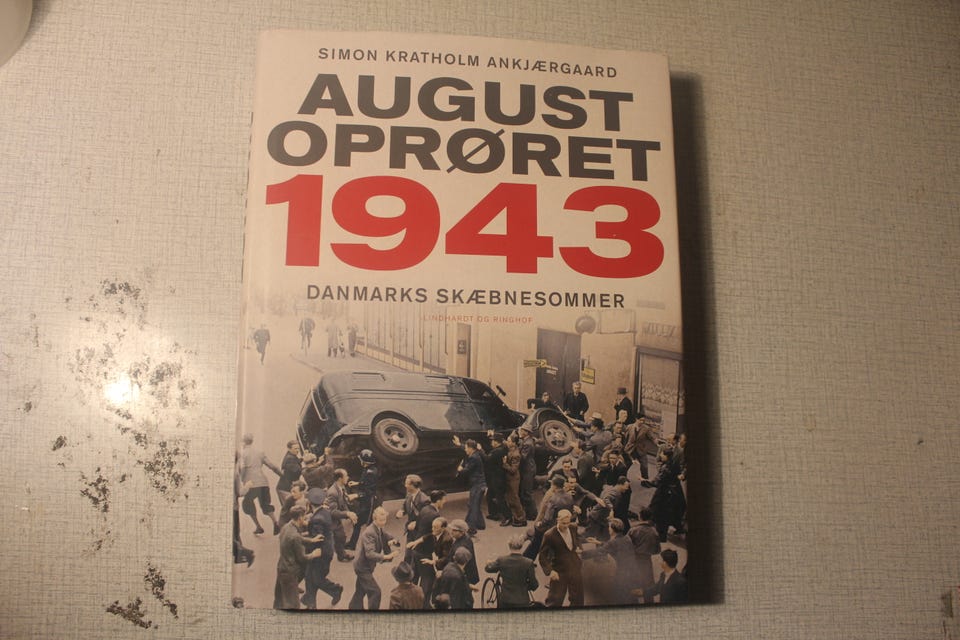 SIMON KRATHOLM ANKJÆRGAARD
AUGUST
OPRØRET
1943
DANMARKS SKÆBNESOMMER
LINDHARDT OG RINGHOF